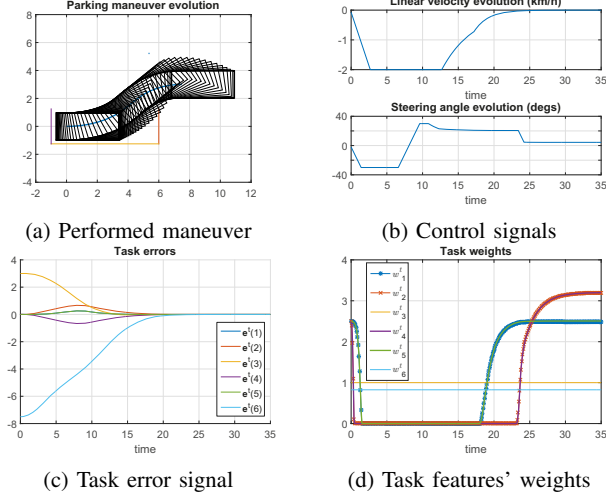 Parking maneuver evolution
8
6
4
2
0
-2
-4
-2 0 2 4 6 8 10 12
(a) Performed maneuver
Linear velocity evolution (km/h)
0
-1
-2
0 5 10 15 20 25 30 35
time
Steering angle evolution (degs)
40
0
-40
0 5 10 15 20 25 30 35
time
(b) Control signals
Task errors
4
2
0
-2
-4
-6
-8
0 5 10 15 20 25 30 35
time
e^t(1)
e^t(2)
e^t(3)
e^t(4)
e^t(5)
e^t(6)
(c) Task error signal
Task weights
4
3
2
1
0
0 5 10 15 20 25 30 35
time
w^t_1
w^t_2
w^t_3
w^t_4
w^t_5
w^t_6
(d) Task features' weights